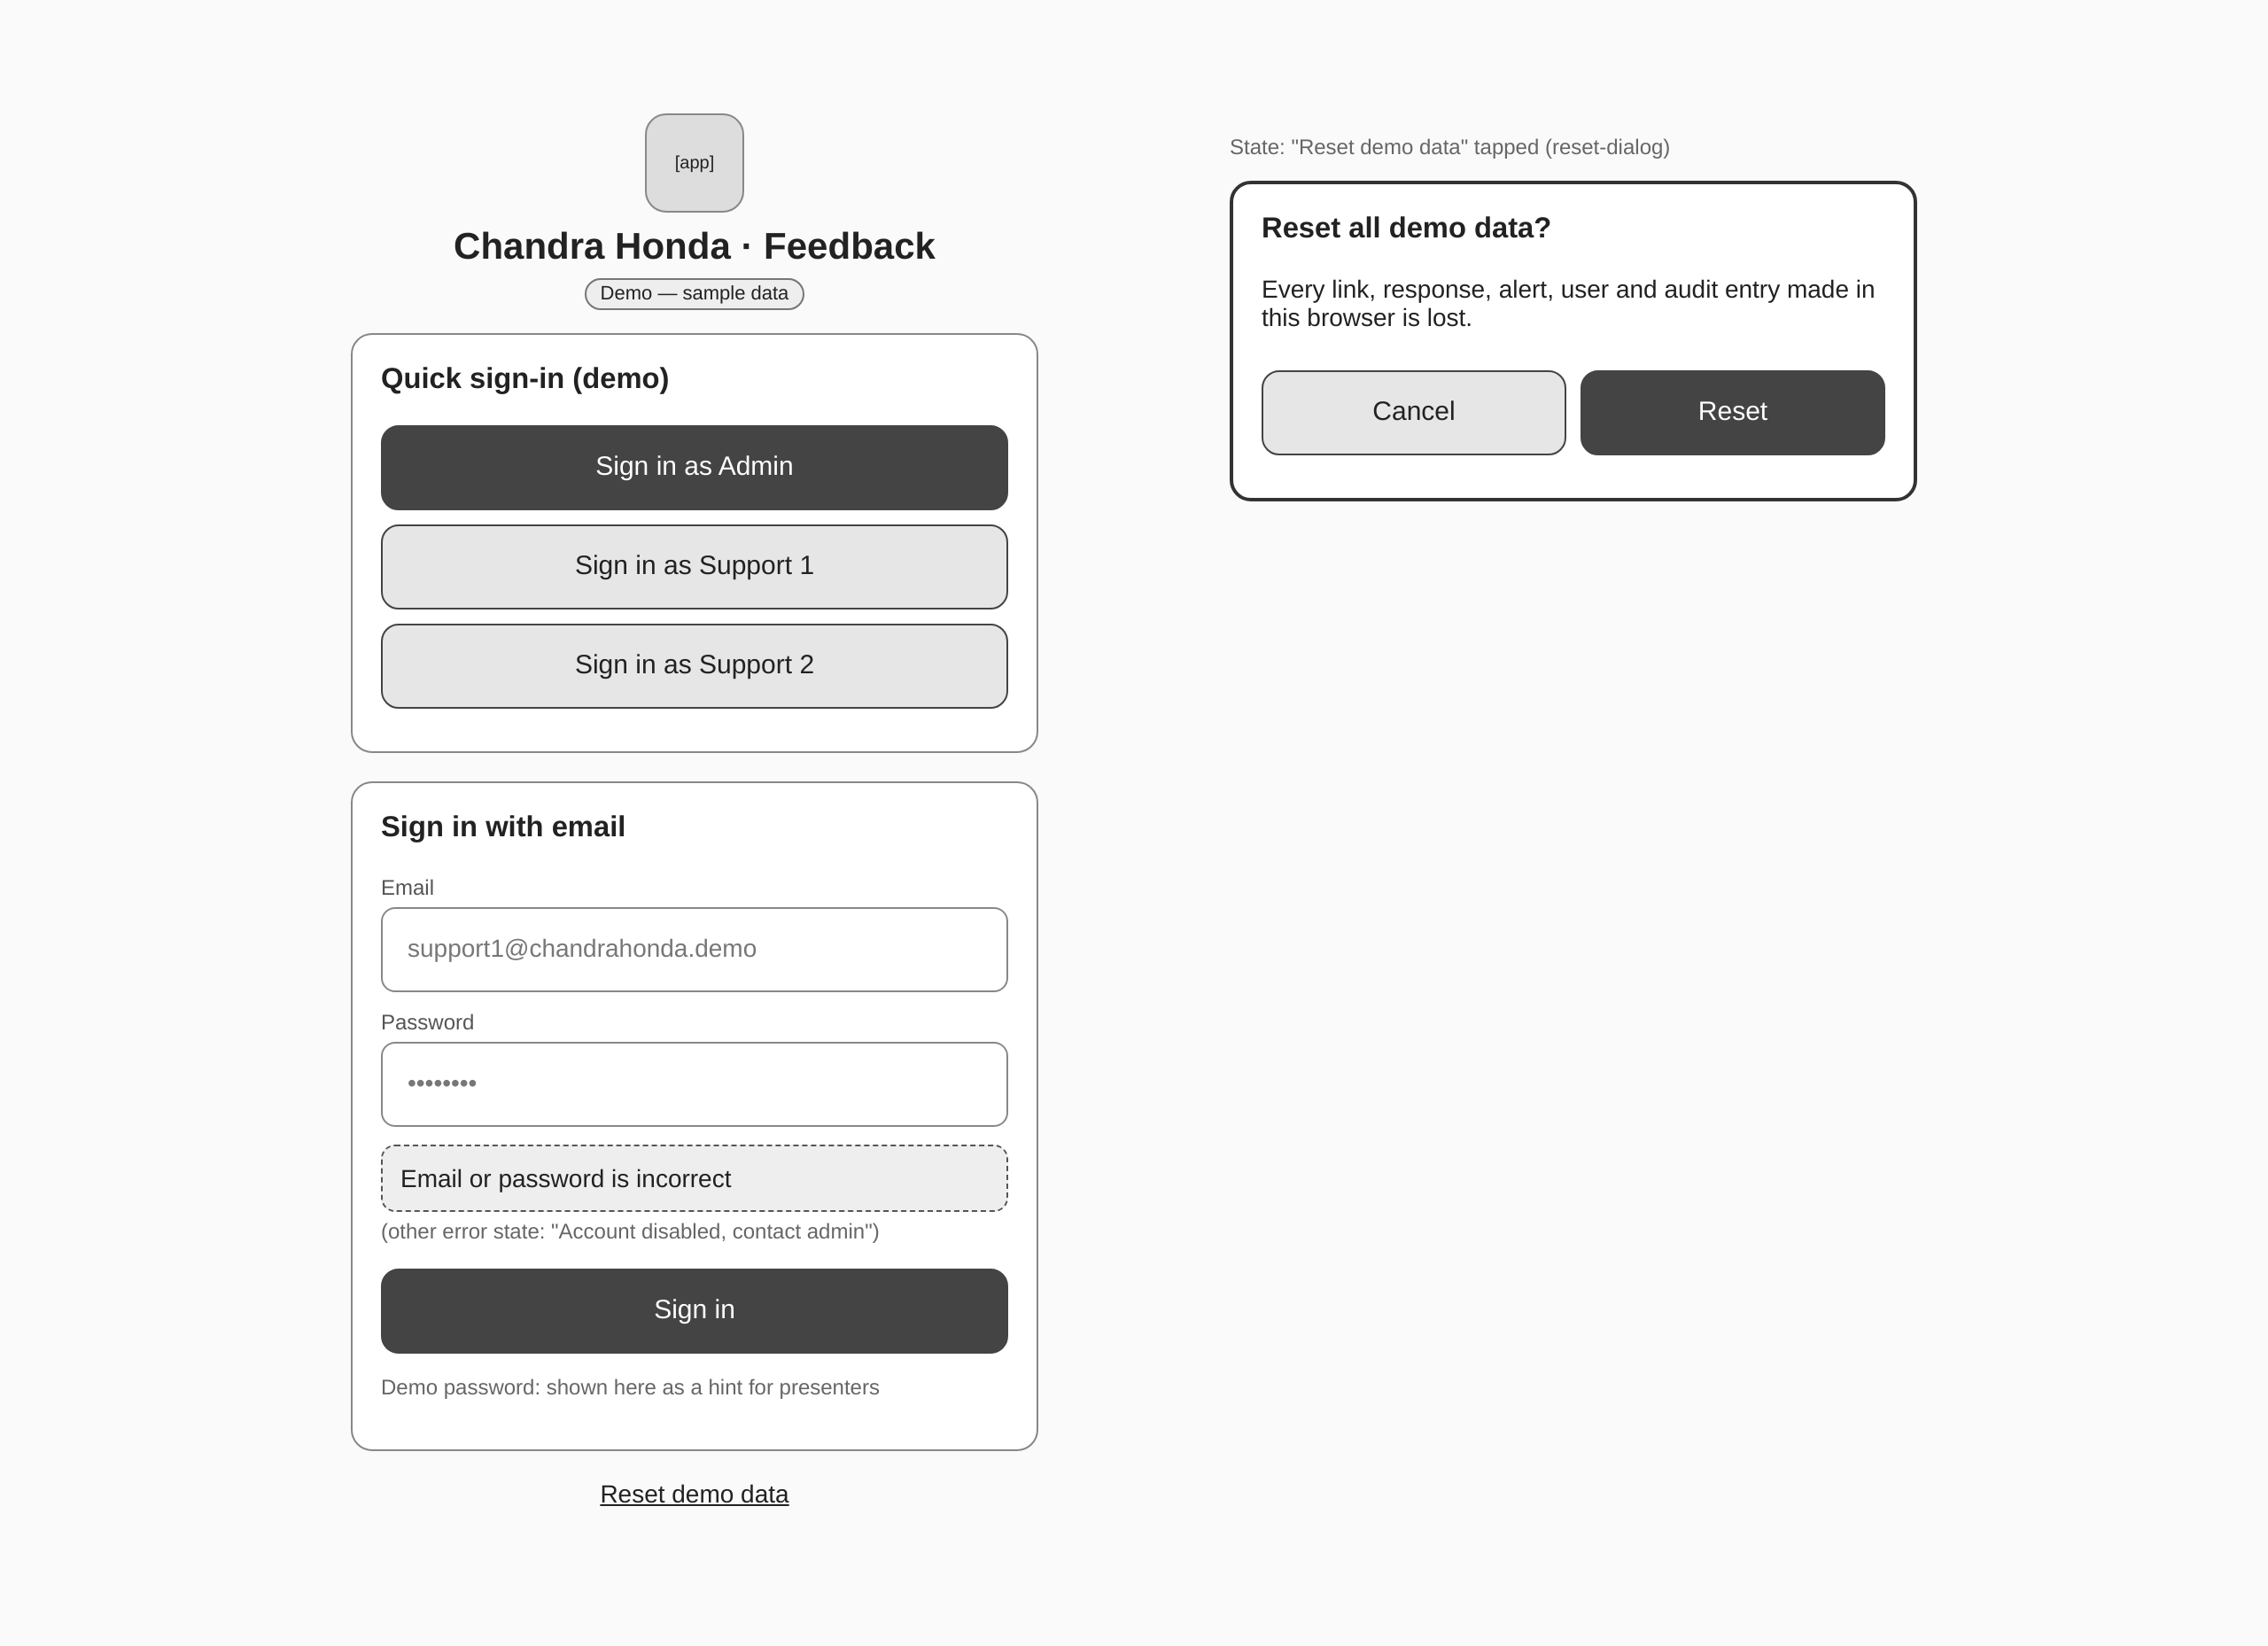 [app]
Chandra Honda · Feedback
Demo — sample data
Quick sign-in (demo)
Sign in as Admin
Sign in as Support 1
Sign in as Support 2
Sign in with email
Email
support1@chandrahonda.demo
Password
••••••••
Email or password is incorrect
(other error state: "Account disabled, contact admin")
Sign in
Demo password: shown here as a hint for presenters
Reset demo data
State: "Reset demo data" tapped (reset-dialog)
Reset all demo data?
Every link, response, alert, user and audit entry made in
this browser is lost.
Cancel
Reset